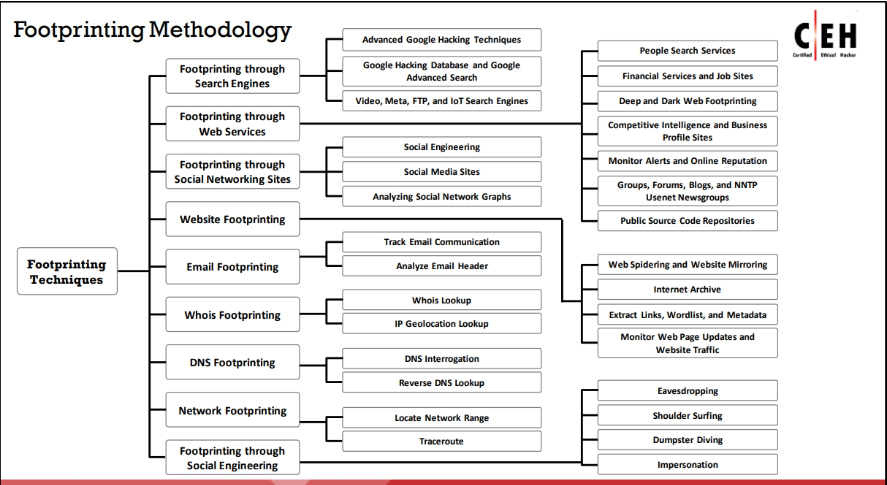 Footprinting Methodology
C|EH
Certified Ethical Hacker
Footprinting
Techniques
Footprinting through
Search Engines
Advanced Google Hacking Techniques
Google Hacking Database and Google
Advanced Search
Video, Meta, FTP, and IoT Search Engines
Footprinting through
Web Services
People Search Services
Financial Services and Job Sites
Deep and Dark Web Footprinting
Competitive Intelligence and Business
Profile Sites
Monitor Alerts and Online Reputation
Groups, Forums, Blogs, and NNTP
Usenet Newsgroups
Public Source Code Repositories
Footprinting through
Social Networking Sites
Social Engineering
Social Media Sites
Analyzing Social Network Graphs
Website Footprinting
Web Spidering and Website Mirroring
Internet Archive
Extract Links, Wordlist, and Metadata
Monitor Web Page Updates and
Website Traffic
Email Footprinting
Track Email Communication
Analyze Email Header
Whois Footprinting
Whois Lookup
IP Geolocation Lookup
DNS Footprinting
DNS Interrogation
Reverse DNS Lookup
Network Footprinting
Locate Network Range
Traceroute
Footprinting through
Social Engineering
Eavesdropping
Shoulder Surfing
Dumpster Diving
Impersonation